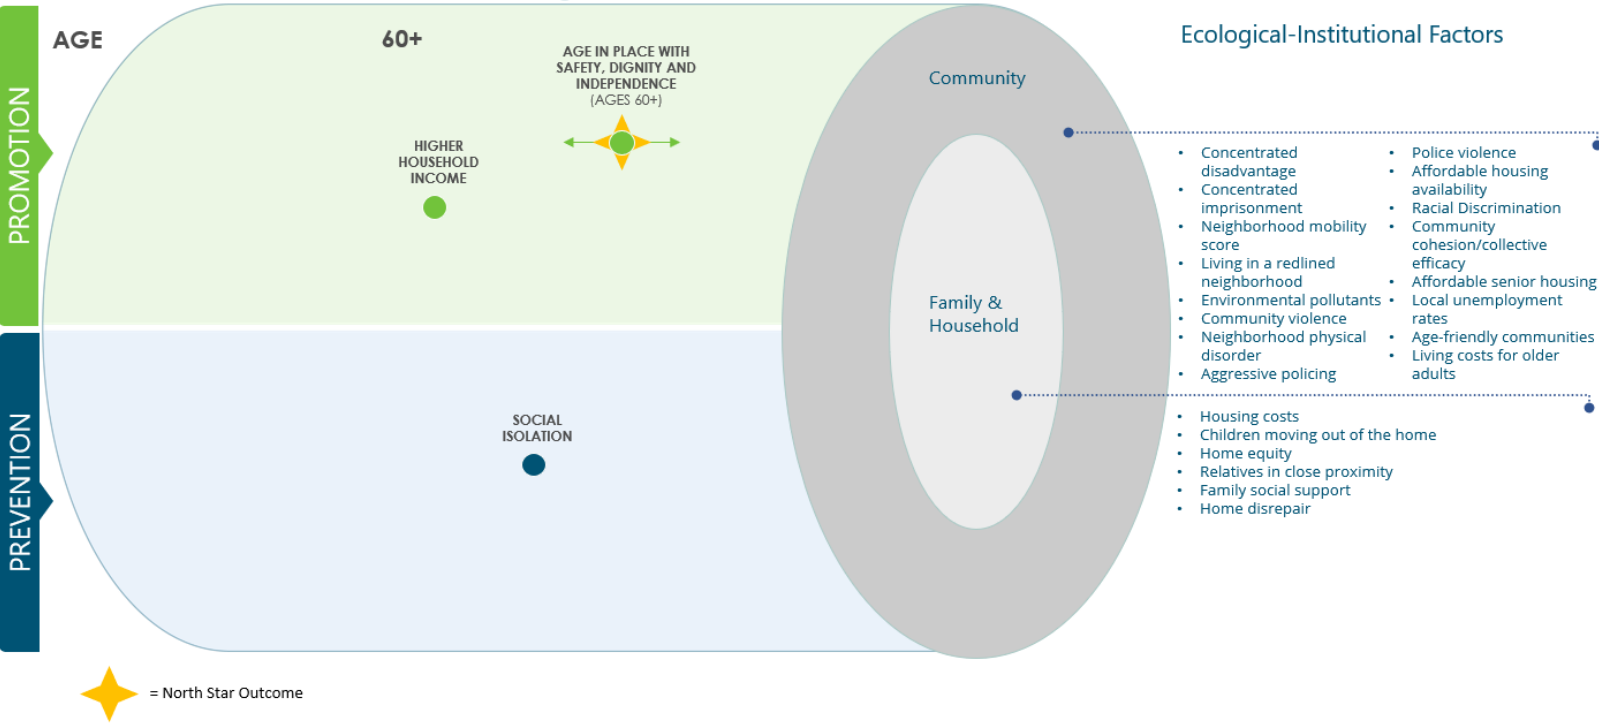 PROMOTION
AGE
60+
AGE IN PLACE WITH
SAFETY, DIGNITY AND
INDEPENDENCE
(AGES 60+)
HIGHER
HOUSEHOLD
INCOME
PREVENTION
SOCIAL
ISOLATION
Community
Family &
Household
Ecological-Institutional Factors
• Concentrated
disadvantage
• Concentrated
imprisonment
• Neighborhood mobility
score
• Living in a redlined
neighborhood
• Environmental pollutants
• Community violence
• Neighborhood physical
disorder
• Aggressive policing
• Police violence
• Affordable housing
availability
• Racial Discrimination
• Community
cohesion/collective
efficacy
• Affordable senior housing
• Local unemployment
rates
• Age-friendly communities
• Living costs for older
adults
• Housing costs
• Children moving out of the home
• Home equity
• Relatives in close proximity
• Family social support
• Home disrepair
= North Star Outcome